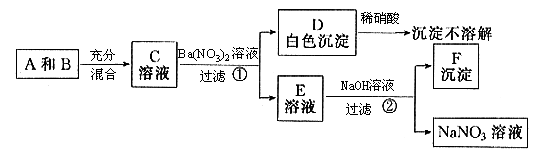 A 和 B
充分
混合
C
溶液
Ba(NO₃)₂溶液
过滤 ①
D
白色沉淀
稀硝酸
沉淀不溶解
E
溶液
NaOH溶液
过滤 ②
F
沉淀
NaNO₃ 溶液